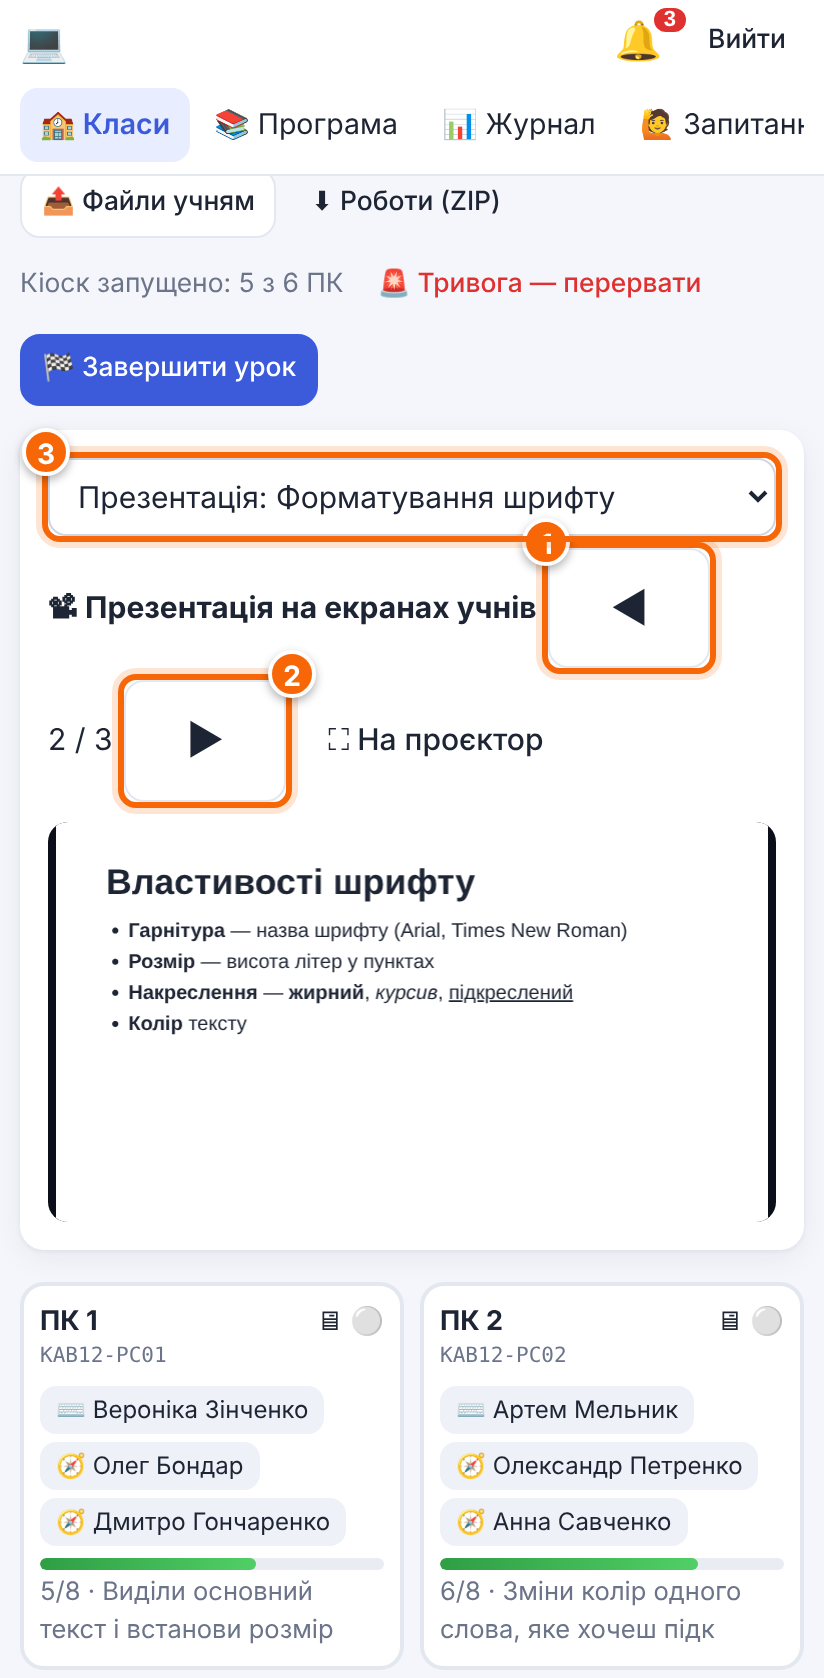 3
Вийти
Класи
Програма
Журнал
Файли учням
Роботи (ZIP)
Кіоск запущено: 5 з 6 ПК
Тривога — перервати
Завершити урок
3
Презентація: Форматування шрифту
1
Презентація на екранах учнів
2
2 / 3
На проєктор
Властивості шрифту
• Гарнітура — назва шрифту (Arial, Times New Roman)
• Розмір — висота літер у пунктах
• Накреслення — жирний, курсив, підкреслений
• Колір тексту
ПК 1
KAB12-PC01
Вероніка Зінченко
Олег Бондар
Дмитро Гончаренко
5/8 · Виділи основний
текст і встанови розмір
ПК 2
KAB12-PC02
Артем Мельник
Олександр Петренко
Анна Савченко
6/8 · Зміни колір одного
слова, яке хочеш підк